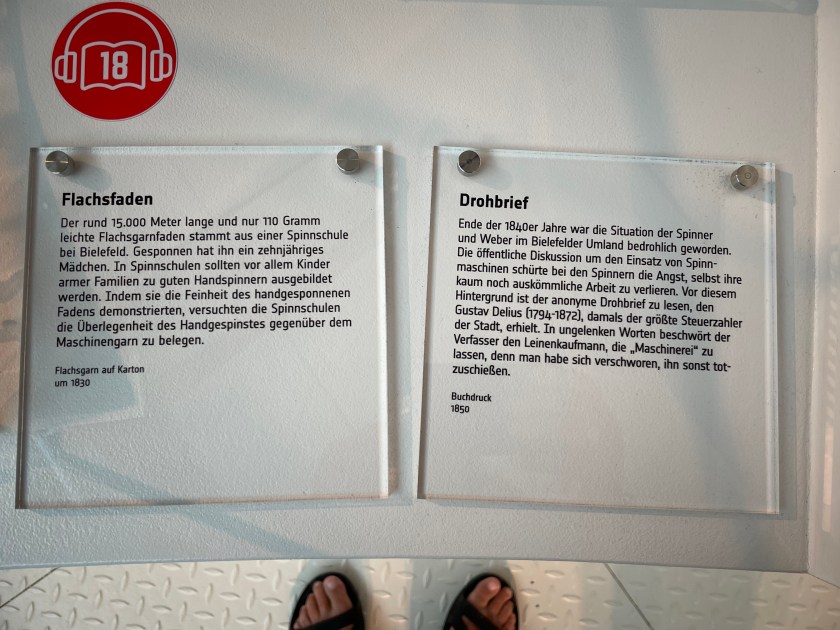 18
Flachsfaden
Der rund 15.000 Meter lange und nur 110 Gramm
leichte Flachsgarnfaden stammt aus einer Spinnschule
bei Bielefeld. Gesponnen hat ihn ein zehnjähriges
Mädchen. In Spinnschulen sollten vor allem Kinder
armer Familien zu guten Handspinnern ausgebildet
werden. Indem sie die Feinheit des handgesponnenen
Fadens demonstrierten, versuchten die Spinnschulen
die Überlegenheit des Handgespinstes gegenüber dem
Maschinengarn zu belegen.
Flachsgarn auf Karton
um 1830
Drohbrief
Ende der 1840er Jahre war die Situation der Spinner
und Weber im Bielefelder Umland bedrohlich geworden.
Die öffentliche Diskussion um den Einsatz von Spinn-
maschinen schürte bei den Spinnern die Angst, selbst ihre
kaum noch auskömmliche Arbeit zu verlieren. Vor diesem
Hintergrund ist der anonyme Drohbrief zu lesen, den
Gustav Delius (1794-1872), damals der größte Steuerzahler
der Stadt, erhielt. In ungelenken Worten beschwört der
Verfasser den Leinenkaufmann, die „Maschinerei“ zu
lassen, denn man habe sich verschworen, ihn sonst tot-
zuschießen.
Buchdruck
1850